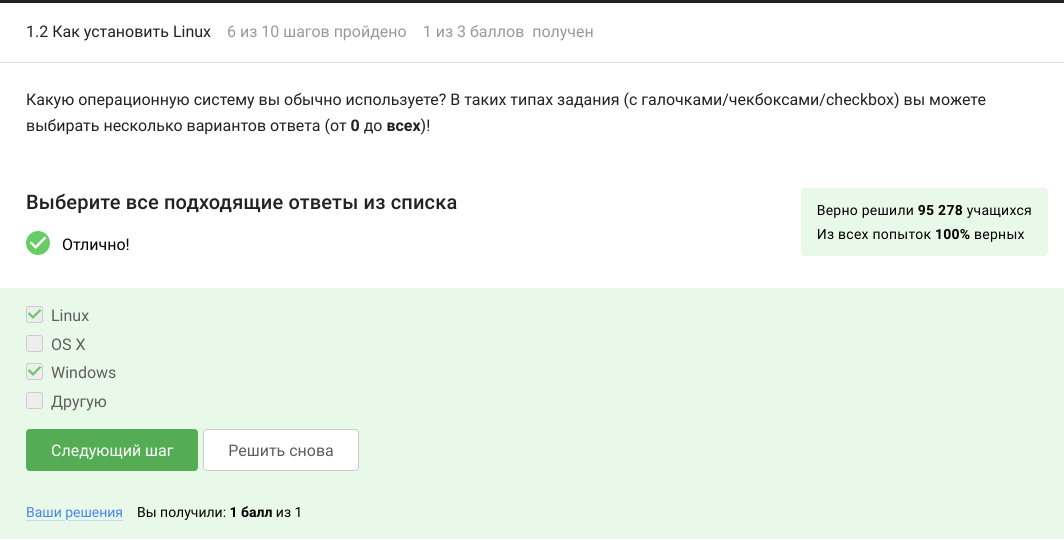 1.2 Как установить Linux 6 из 10 шагов пройдено 1 из 3 баллов получен
Какую операционную систему вы обычно используете? В таких типах задания (с галочками/чекбоксами/checkbox) вы можете
выбирать несколько вариантов ответа (от 0 до всех)!
Выберите все подходящие ответы из списка
Отлично!
Верно решили 95 278 учащихся
Из всех попыток 100% верных
Linux
OS X
Windows
Другую
Следующий шаг Решить снова
Ваши решения Вы получили: 1 балл из 1